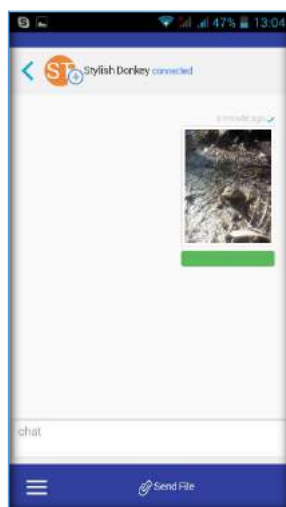 47% 13:04
ST Stylish Donkey connected
a minute ago
chat
Send File